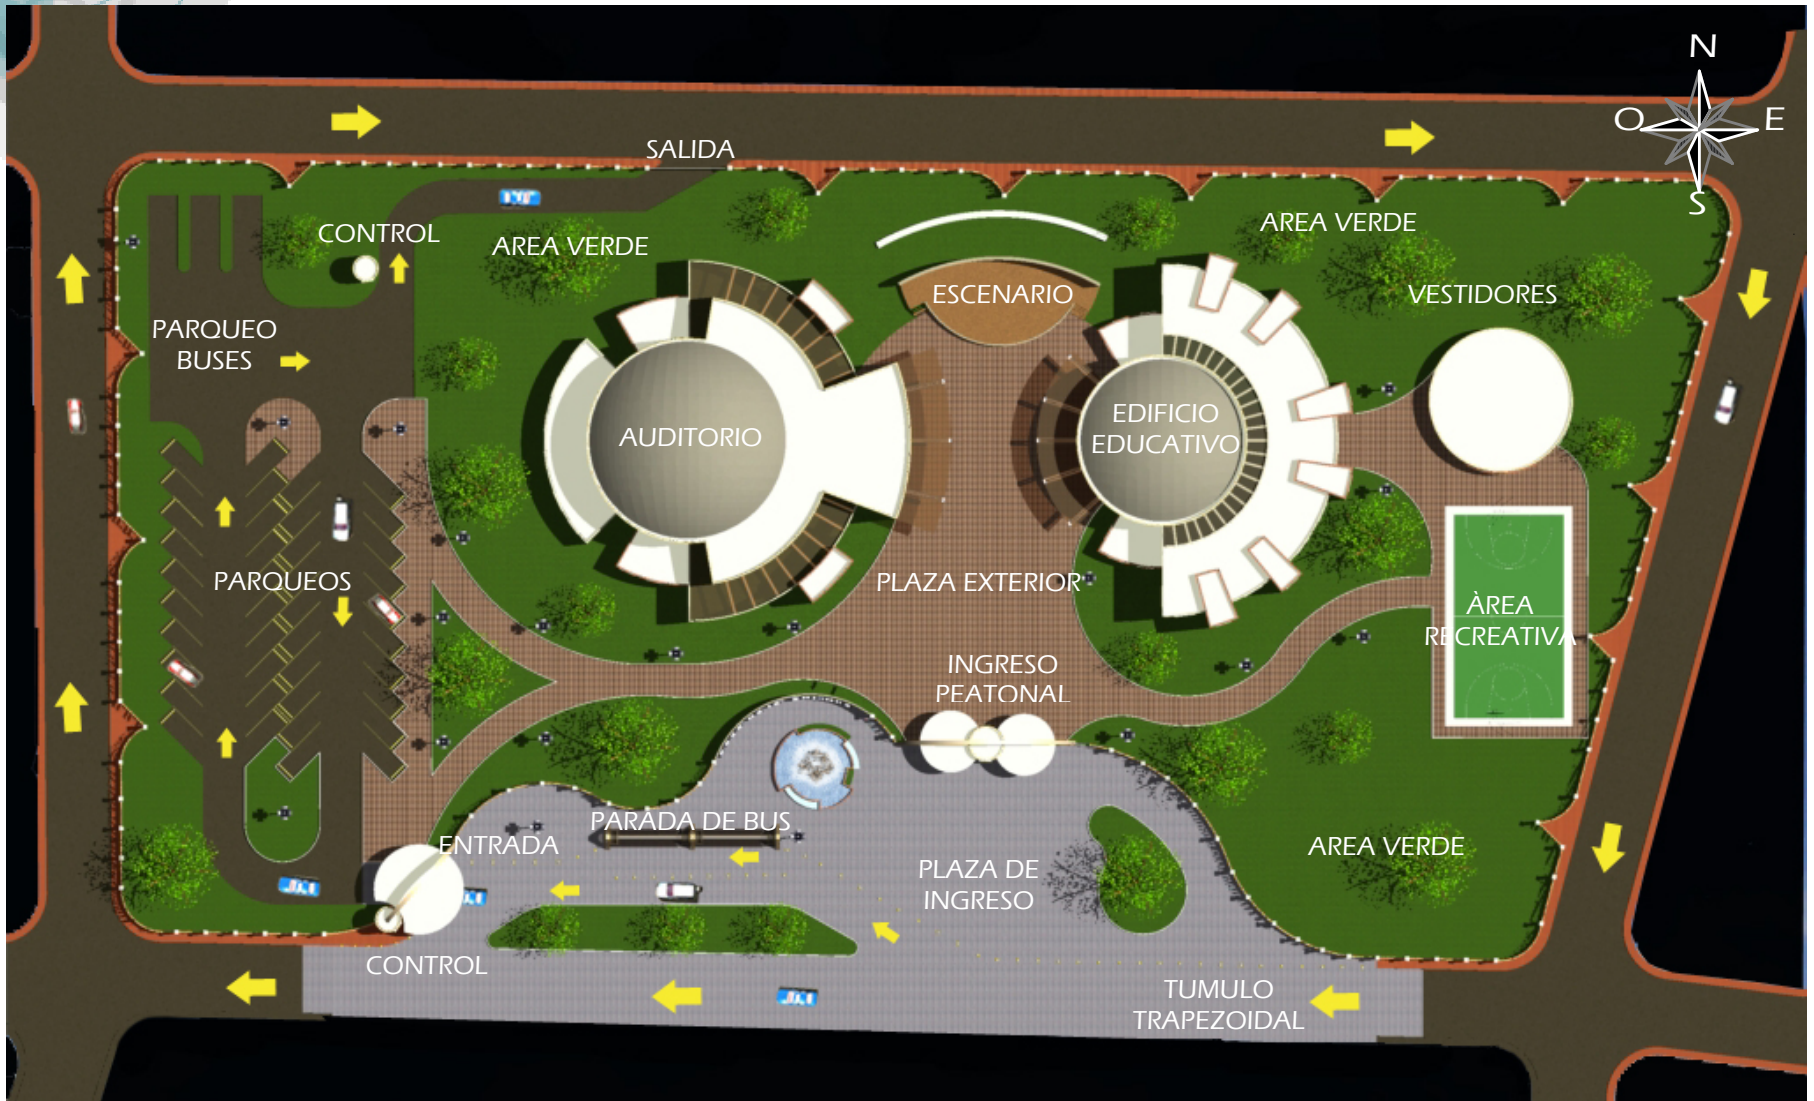 N
O
E
S
SALIDA
CONTROL
AREA VERDE
AREA VERDE
ESCENARIO
VESTIDORES
PARQUEO
BUSES
AUDITORIO
EDIFICIO
EDUCATIVO
PARQUEOS
PLAZA EXTERIOR
ÀREA
RECREATIVA
INGRESO
PEATONAL
PARADA DE BUS
ENTRADA
AREA VERDE
PLAZA DE
INGRESO
CONTROL
TUMULO
TRAPEZOIDAL